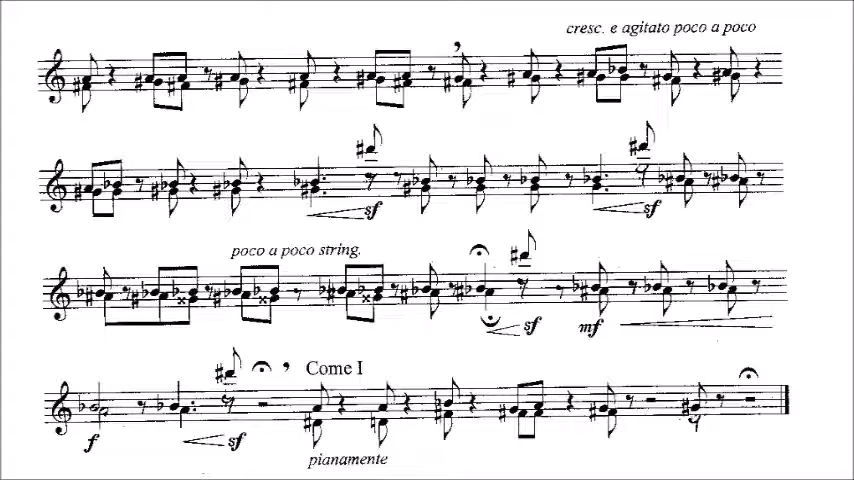 cresc. e agitato poco a poco
sf
sf
poco a poco string.
sf
mf
Come I
f
sf
pianamente